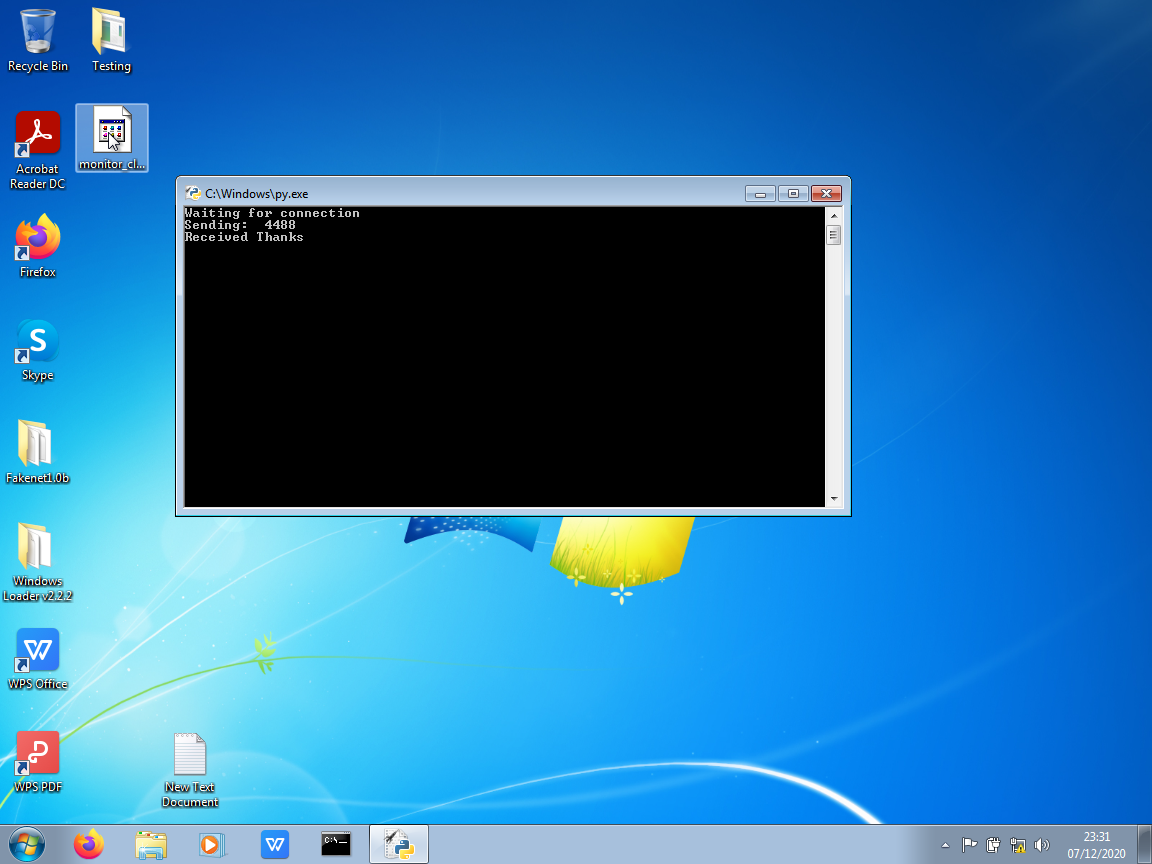 Recycle Bin
Testing
Acrobat
Reader DC
monitor_cl...
C:\Windows\py.exe
Waiting for connection
Sending:  4488
Received Thanks
Firefox
S
Skype
Fakenet1.0b
Windows
Loader v2.2.2
W
WPS Office
WPS PDF
New Text
Document
W
C:\_
23:31
07/12/2020